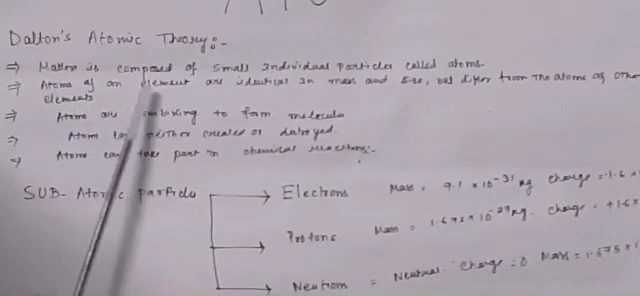 Dalton's Atomic Theory:-
⇒ Matter is composed of small individual particles called atoms.
⇒ Atoms of an element are identical in mass and size, but differ from the atoms of other
elements
⇒ Atoms are combining to form molecules
⇒ Atoms can neither created or destroyed.
⇒ Atoms can take part in chemical reactions.
SUB-Atomic particles
Electrons Mass = 9.1 × 10⁻³¹ kg Charge = -1.6 ×
Protons Mass = 1.672 × 10⁻²⁷ kg. Charge = +1.6 ×
Neutrons = Neutral. Charge = 0 Mass = 1.675 × 1